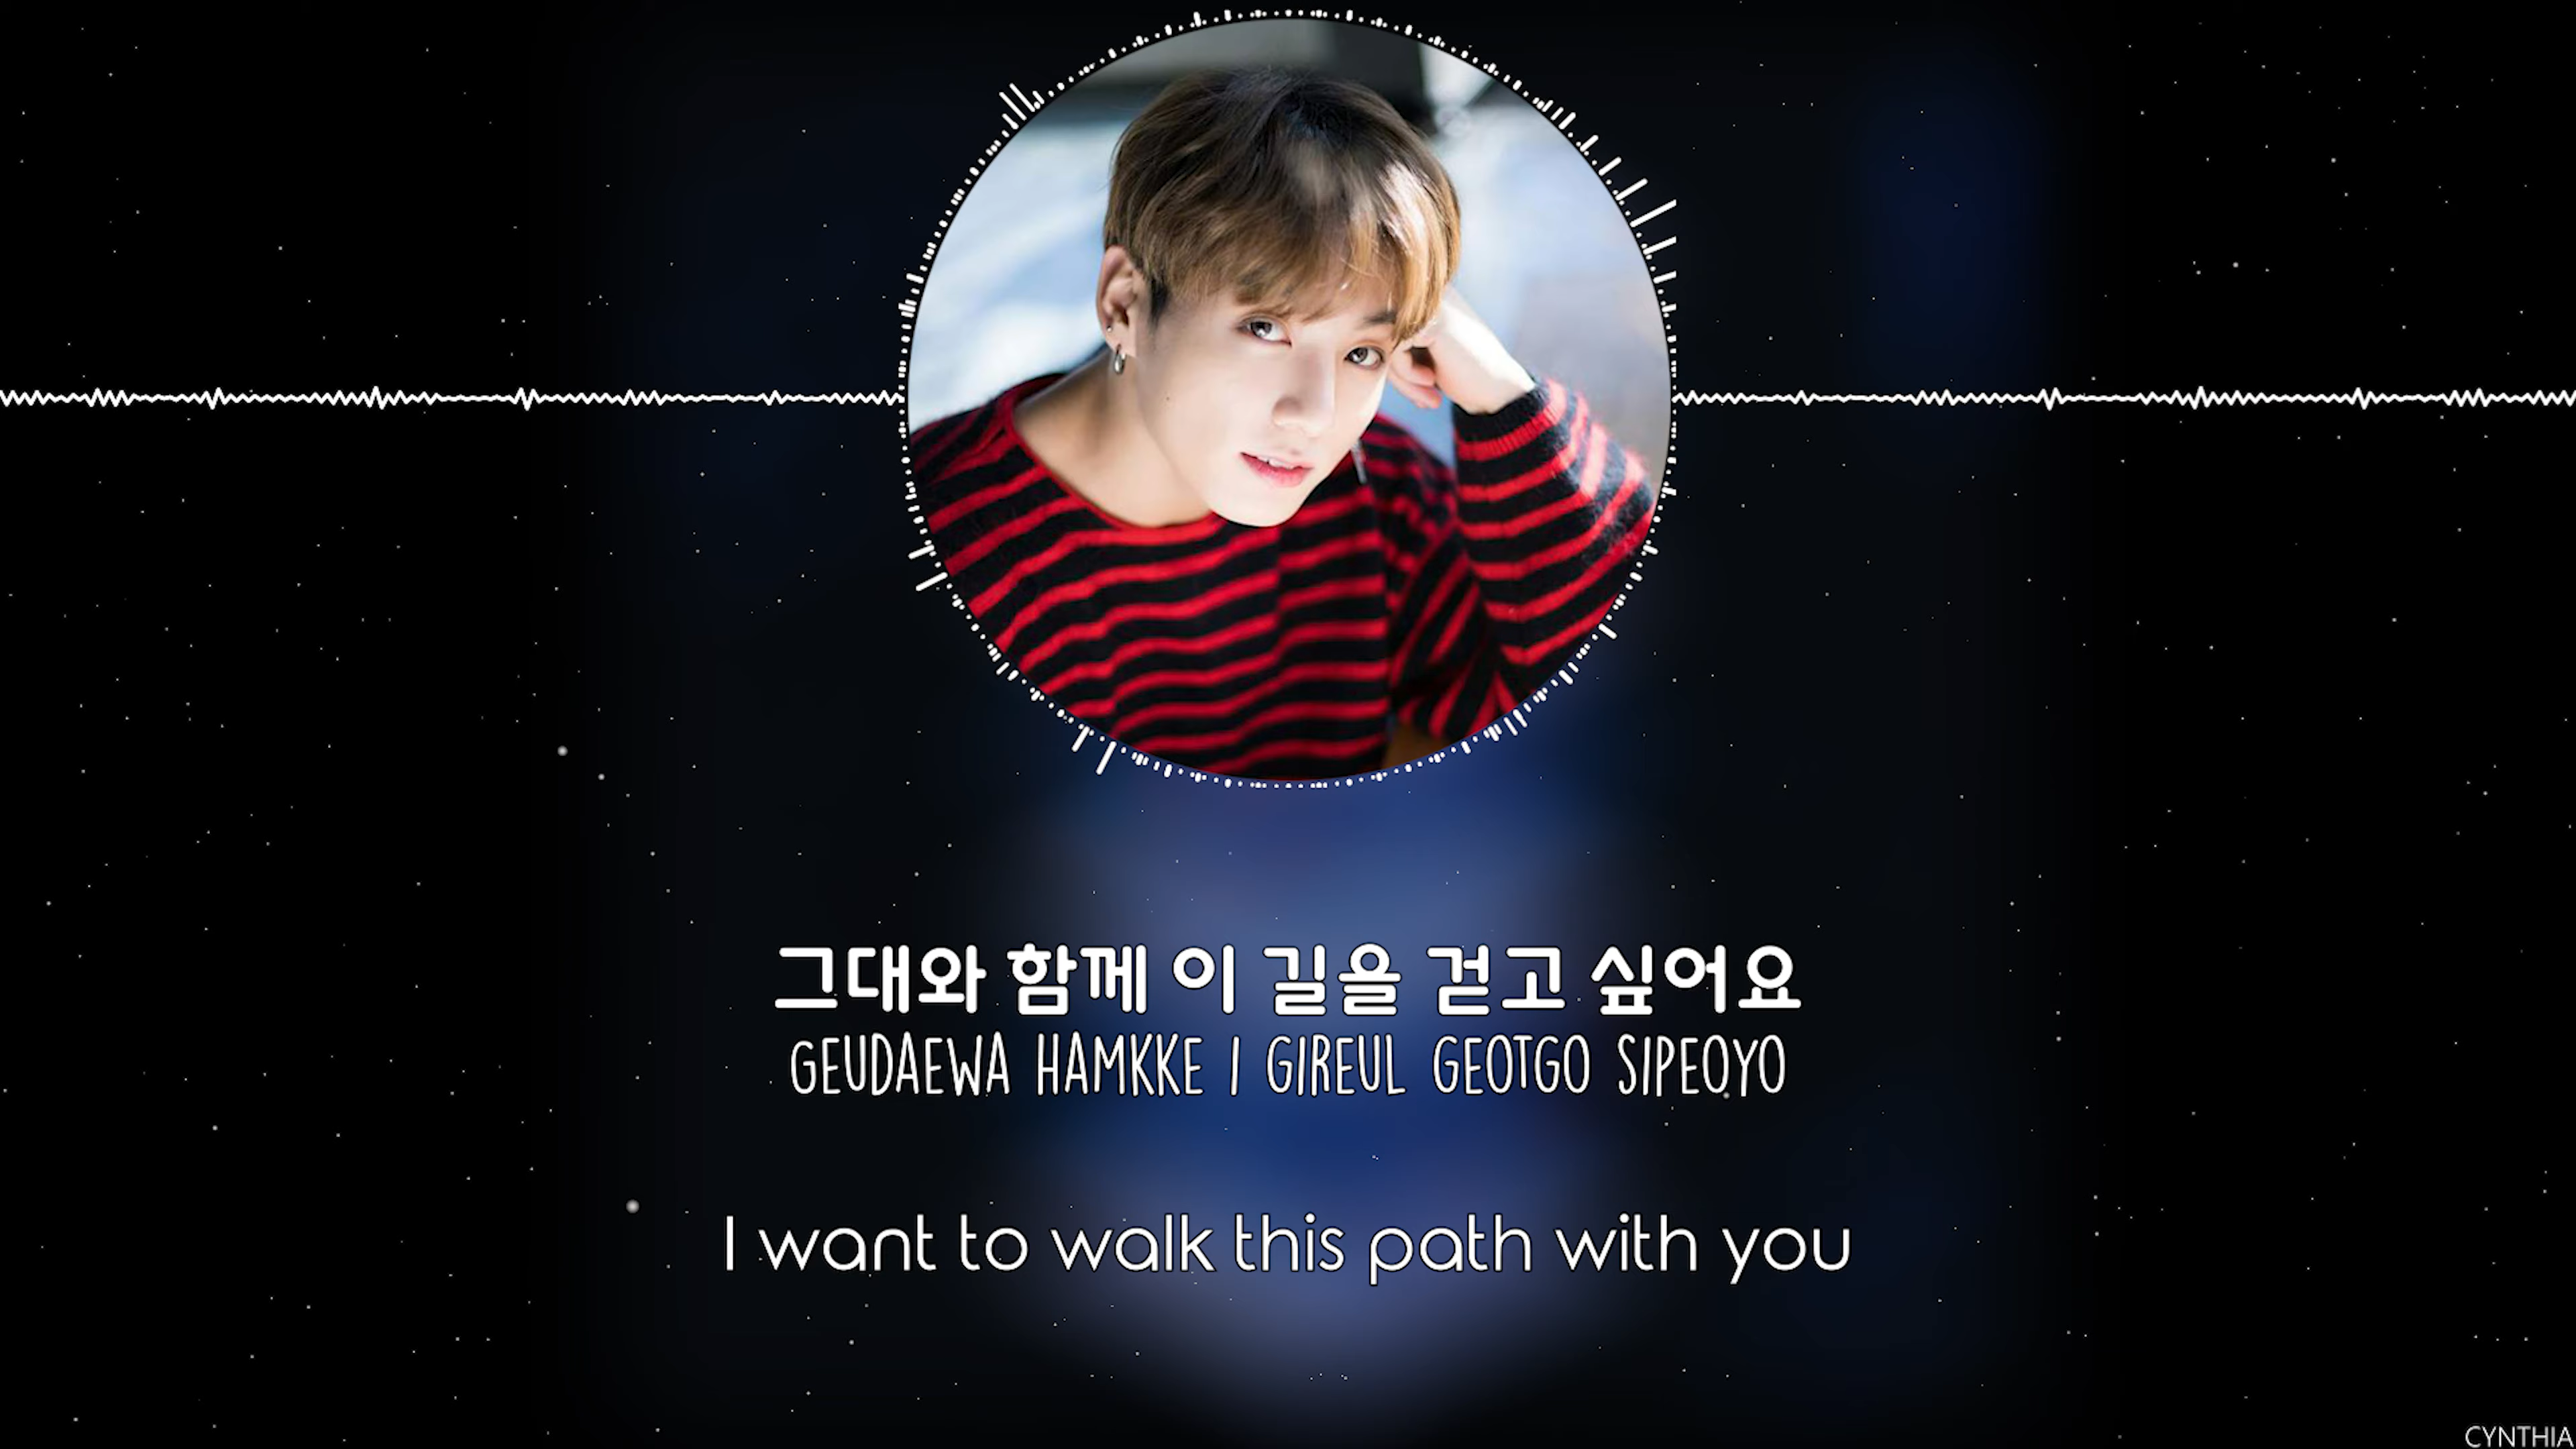 그대와 함께 이 길을 걷고 싶어요
GEUDAEWA HAMKKE I GIREUL GEOTGO SIPEOYO
I want to walk this path with you
CYNTHIA